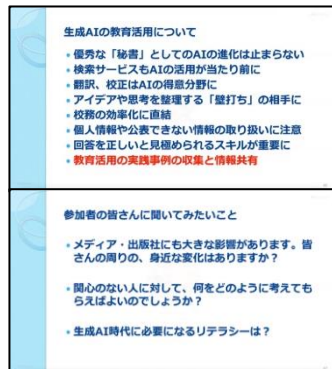 生成AIの教育活用について
• 優秀な「秘書」としてのAIの進化は止まらない
• 検索サービスもAIの活用が当たり前に
• 翻訳、校正はAIの得意分野に
• アイデアや思考を整理する「壁打ち」の相手に
• 校務の効率化に直結
• 個人情報や公表できない情報の取り扱いに注意
• 回答を正しいと見極められるスキルが重要に
• 教育活用の実践事例の収集と情報共有
参加者の皆さんに聞いてみたいこと
• メディア・出版社にも大きな影響があります。皆
さんの周りの、身近な変化はありますか？
• 関心のない人に対して、何をどのように考えても
らえばよいのでしょうか？
• 生成AI時代に必要になるリテラシーは？